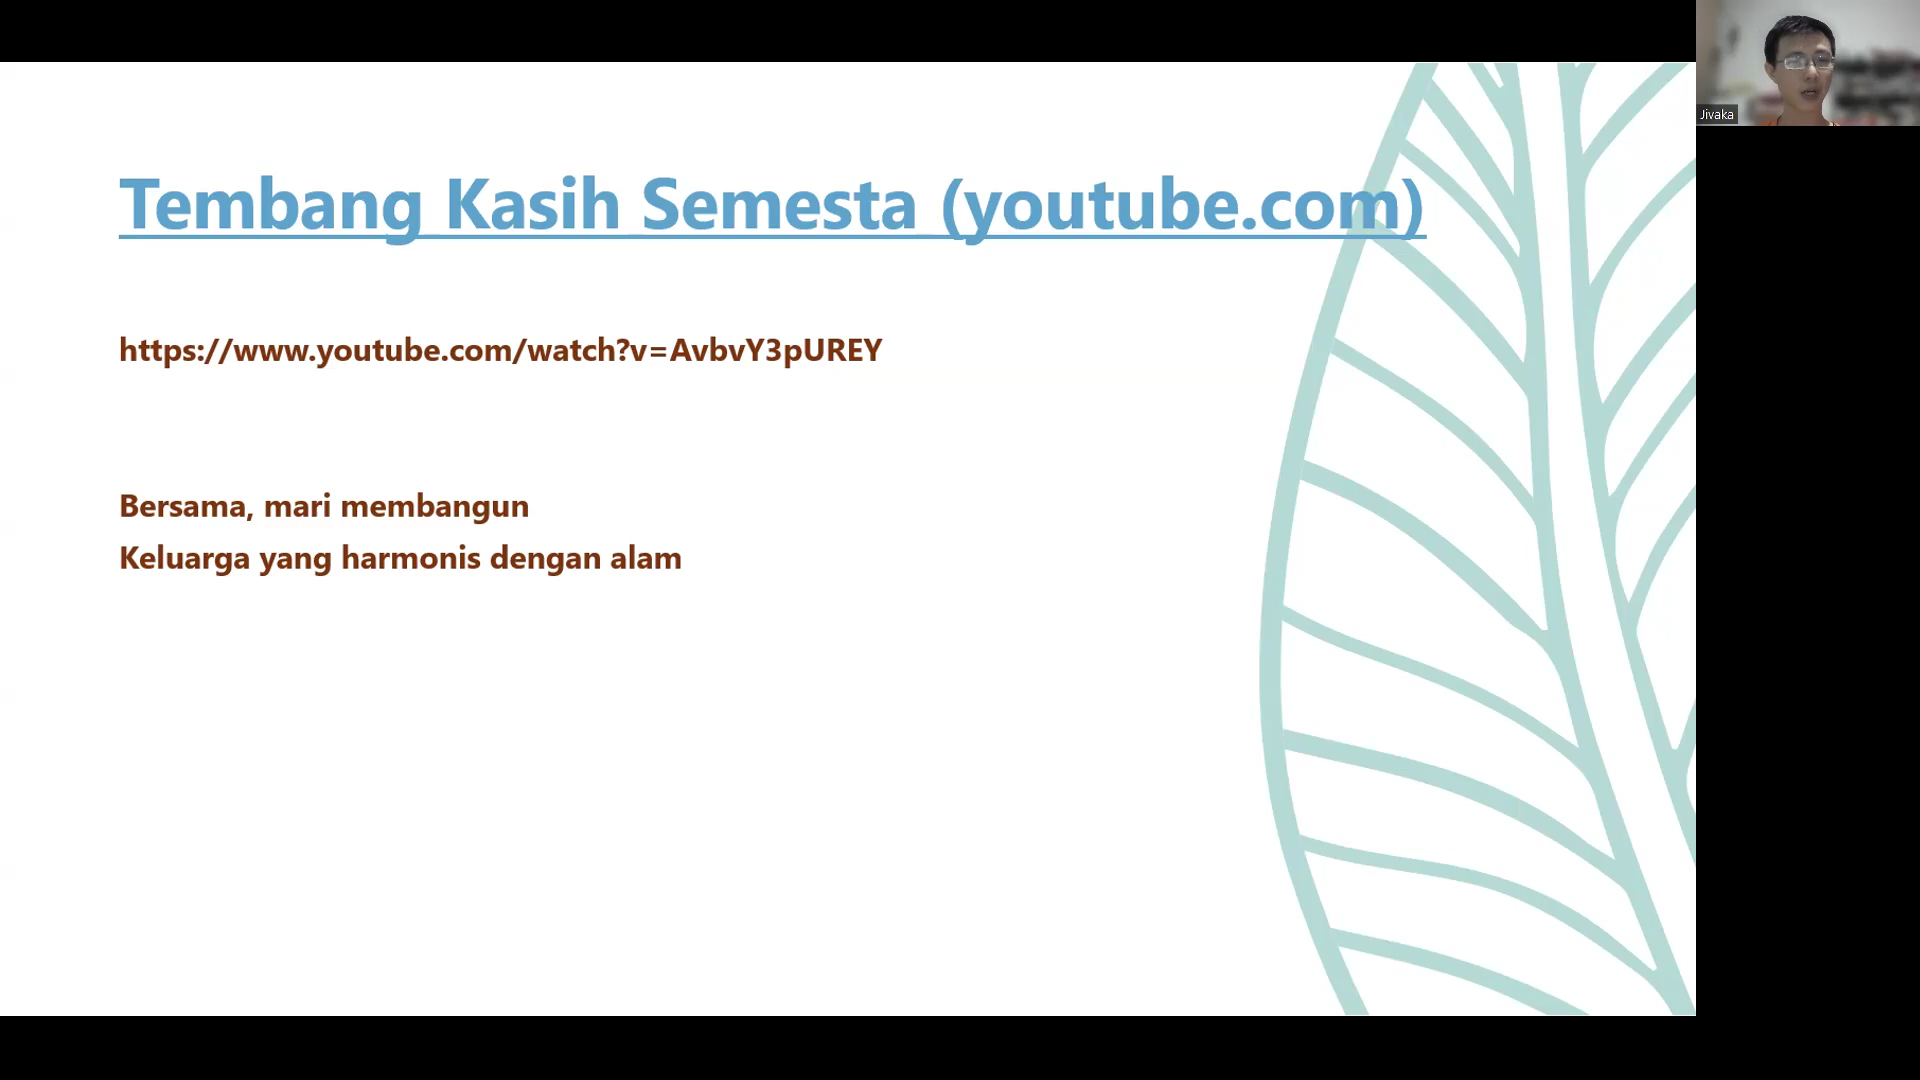 Tembang Kasih Semesta (youtube.com)
https://www.youtube.com/watch?v=AvbvY3pUREY
Bersama, mari membangun
Keluarga yang harmonis dengan alam
Jivaka